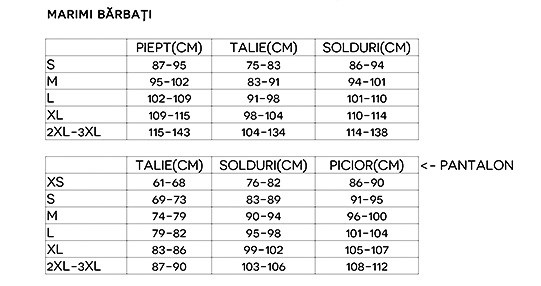 MARIMI BĂRBAȚI
PIEPT(CM) TALIE(CM) SOLDURI(CM)
S 87-95 75-83 86-94
M 95-102 83-91 94-101
L 102-109 91-98 101-110
XL 109-115 98-104 110-114
2XL-3XL 115-143 104-134 114-138
TALIE(CM) SOLDURI(CM) PICIOR(CM) <- PANTALON
XS 61-68 76-82 86-90
S 69-73 83-89 91-95
M 74-79 90-94 96-100
L 79-82 95-98 101-104
XL 83-86 99-102 105-107
2XL-3XL 87-90 103-106 108-112